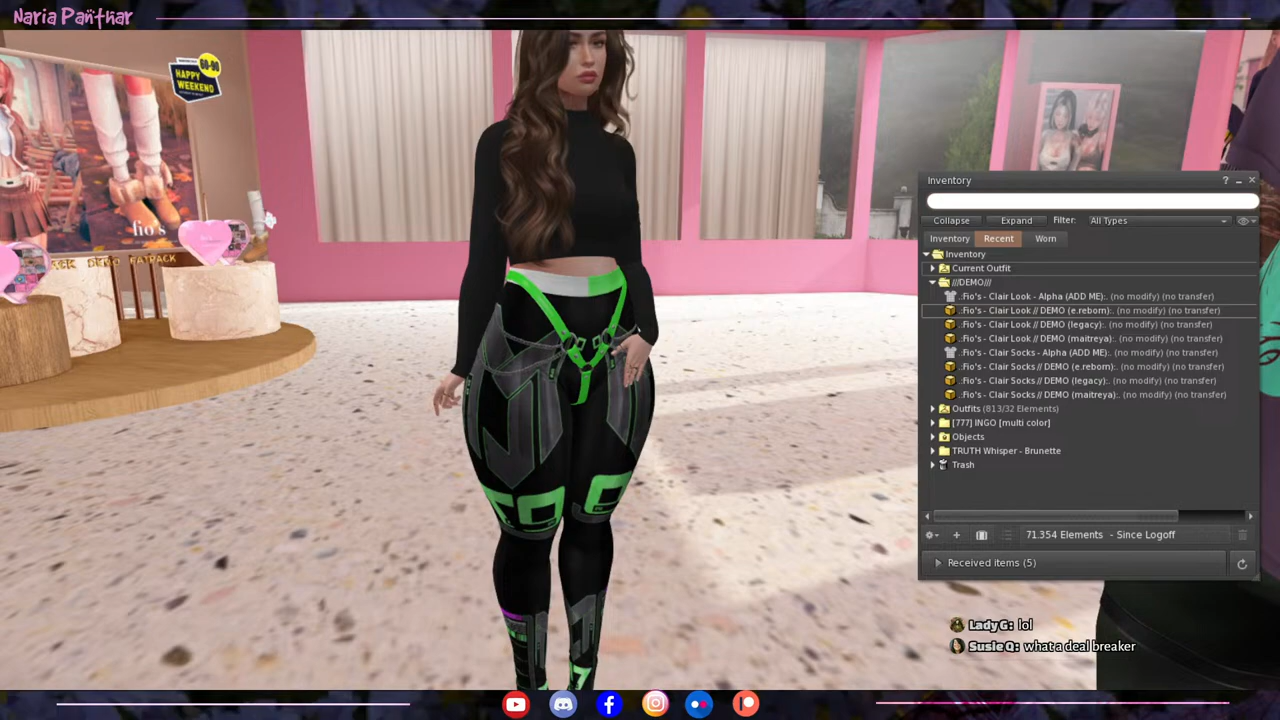 Naria Panthar
HAPPY
WEEKEND
60-90
fio's
DEMO FATPACK
Inventory
?
Collapse
Expand
Filter:
All Types
Inventory
Recent
Worn
Inventory
Current Outfit
///DEMO///
.:Fio's - Clair Look - Alpha (ADD ME):. (no modify) (no transfer)
.:Fio's - Clair Look // DEMO (e.reborn):. (no modify) (no transfer)
.:Fio's - Clair Look // DEMO (legacy):. (no modify) (no transfer)
.:Fio's - Clair Look // DEMO (maitreya):. (no modify) (no transfer)
.:Fio's - Clair Socks - Alpha (ADD ME):. (no modify) (no transfer)
.:Fio's - Clair Socks // DEMO (e.reborn):. (no modify) (no transfer)
.:Fio's - Clair Socks // DEMO (legacy):. (no modify) (no transfer)
.:Fio's - Clair Socks // DEMO (maitreya):. (no modify) (no transfer)
Outfits (813/32 Elements)
[777] INGO [multi color]
Objects
TRUTH Whisper - Brunette
Trash
71.354 Elements - Since Logoff
Received items (5)
Lady G: lol
Susie Q: what a deal breaker